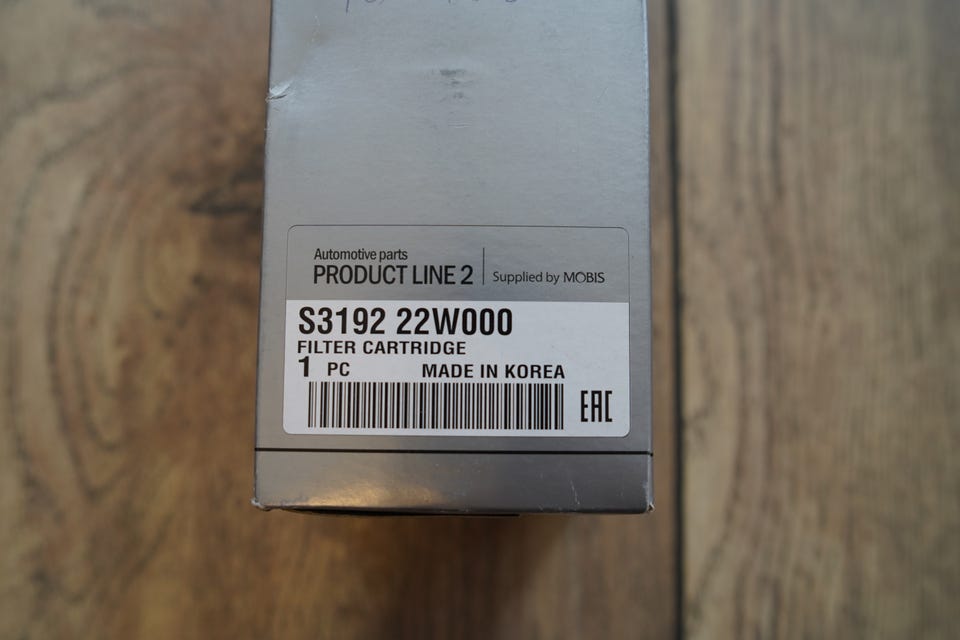 Automotive parts
PRODUCT LINE 2
Supplied by MOBIS
S3192 22W000
FILTER CARTRIDGE
1 PC MADE IN KOREA
EAC